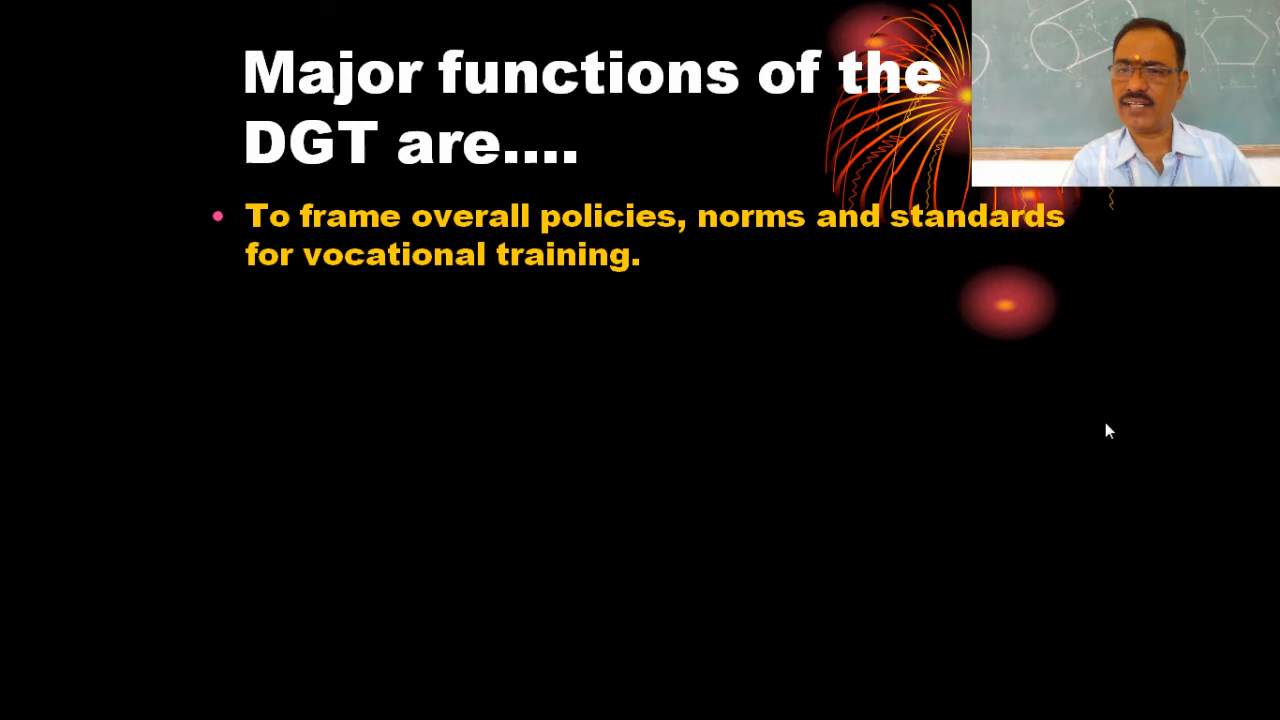 Major functions of the
DGT are....
• To frame overall policies, norms and standards
for vocational training.